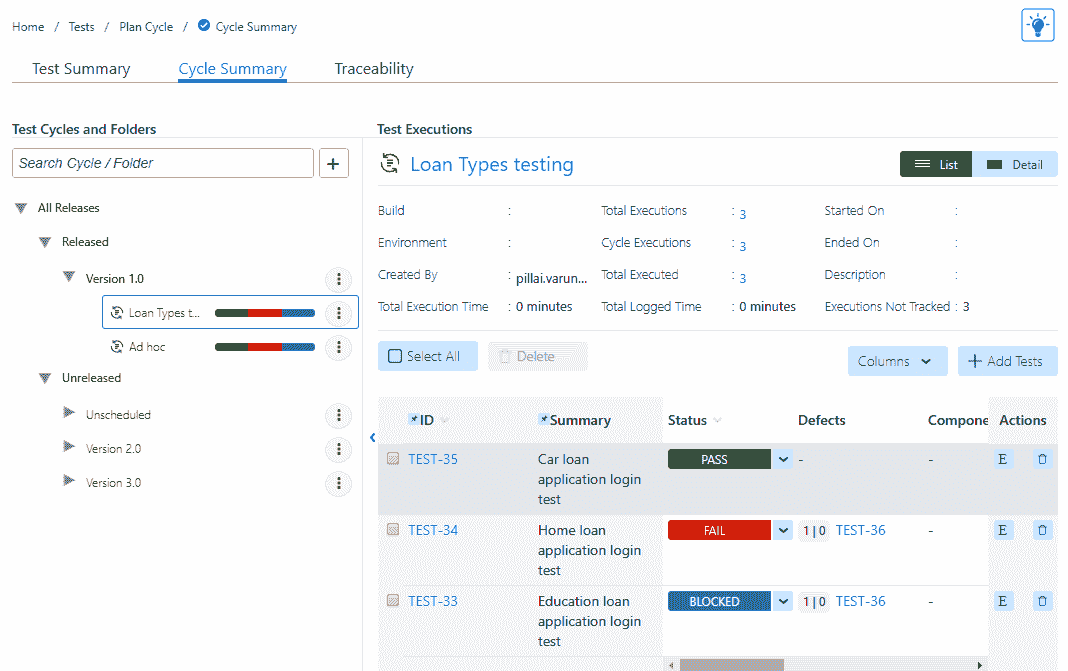 Home / Tests / Plan Cycle / Cycle Summary
Test Summary Cycle Summary Traceability
Test Cycles and Folders
Search Cycle / Folder +
All Releases
Released
Version 1.0
Loan Types t...
Ad hoc
Unreleased
Unscheduled
Version 2.0
Version 3.0
Test Executions
Loan Types testing
List Detail
Build : Total Executions : 3 Started On :
Environment : Cycle Executions : 3 Ended On :
Created By : pillai.varun... Total Executed : 3 Description :
Total Execution Time : 0 minutes Total Logged Time : 0 minutes Executions Not Tracked : 3
Select All Delete Columns + Add Tests
ID Summary Status Defects Compone Actions
TEST-35 Car loan PASS - - E
application login
test
TEST-34 Home loan FAIL 1 | 0 TEST-36 - E
application login
test
TEST-33 Education loan BLOCKED 1 | 0 TEST-36 - E
application login
test